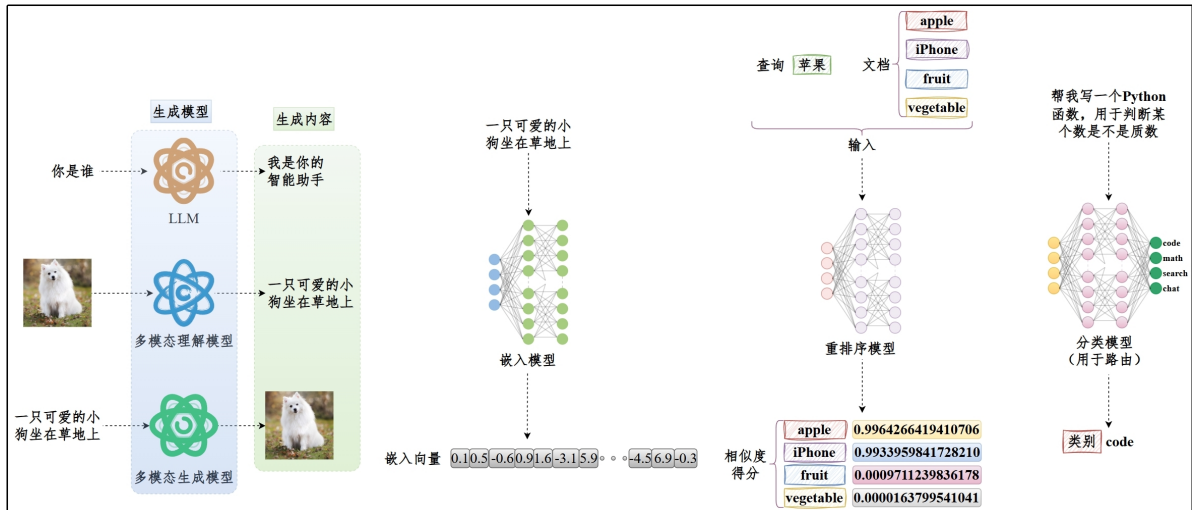 生成模型
生成内容
你是谁
LLM
我是你的
智能助手
多模态理解模型
一只可爱的小
狗坐在草地上
一只可爱的小
狗坐在草地上
多模态生成模型
一只可爱的小
狗坐在草地上
嵌入模型
嵌入向量 0.1 0.5 -0.6 0.9 1.6 -3.1 5.9 -4.5 6.9 -0.3
查询 苹果
文档
apple
iPhone
fruit
vegetable
输入
重排序模型
相似度
得分
apple 0.9964266419410706
iPhone 0.9933959841728210
fruit 0.0009711239836178
vegetable 0.0000163799541041
帮我写一个Python
函数，用于判断某
个数是不是质数
code
math
search
chat
分类模型
（用于路由）
类别 code